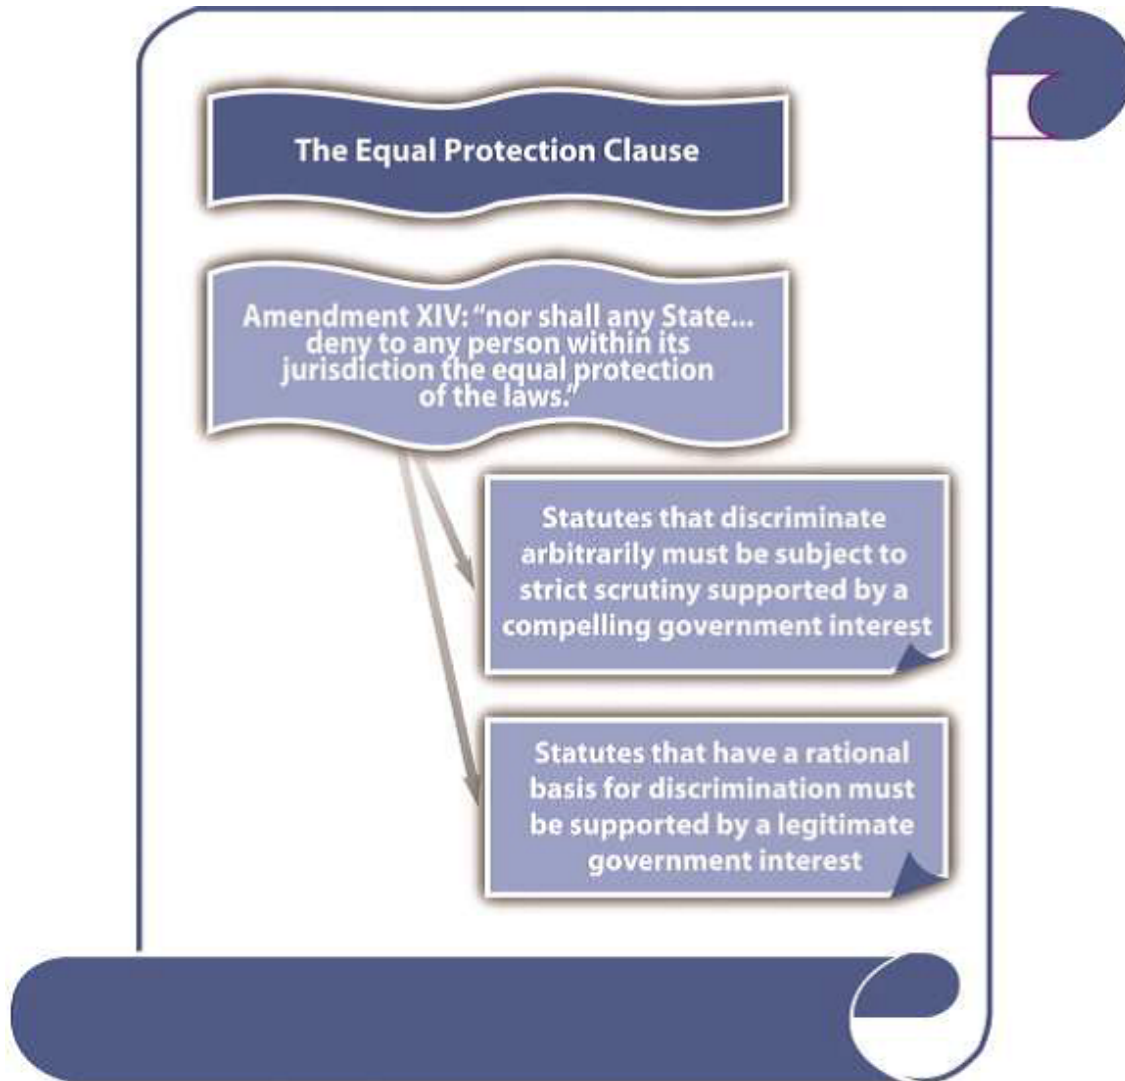 The Equal Protection Clause
Amendment XIV: “nor shall any State...
deny to any person within its
jurisdiction the equal protection
of the laws.”
Statutes that discriminate
arbitrarily must be subject to
strict scrutiny supported by a
compelling government interest
Statutes that have a rational
basis for discrimination must
be supported by a legitimate
government interest